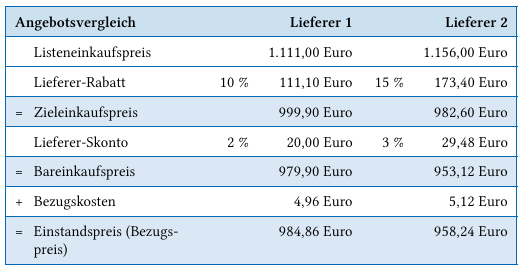 Angebotsvergleich Lieferer 1 Lieferer 2
Listeneinkaufspreis 1.111,00 Euro 1.156,00 Euro
Lieferer-Rabatt 10 % 111,10 Euro 15 % 173,40 Euro
= Zieleinkaufspreis 999,90 Euro 982,60 Euro
Lieferer-Skonto 2 % 20,00 Euro 3 % 29,48 Euro
= Bareinkaufspreis 979,90 Euro 953,12 Euro
+ Bezugskosten 4,96 Euro 5,12 Euro
= Einstandspreis (Bezugs- 984,86 Euro 958,24 Euro
preis)